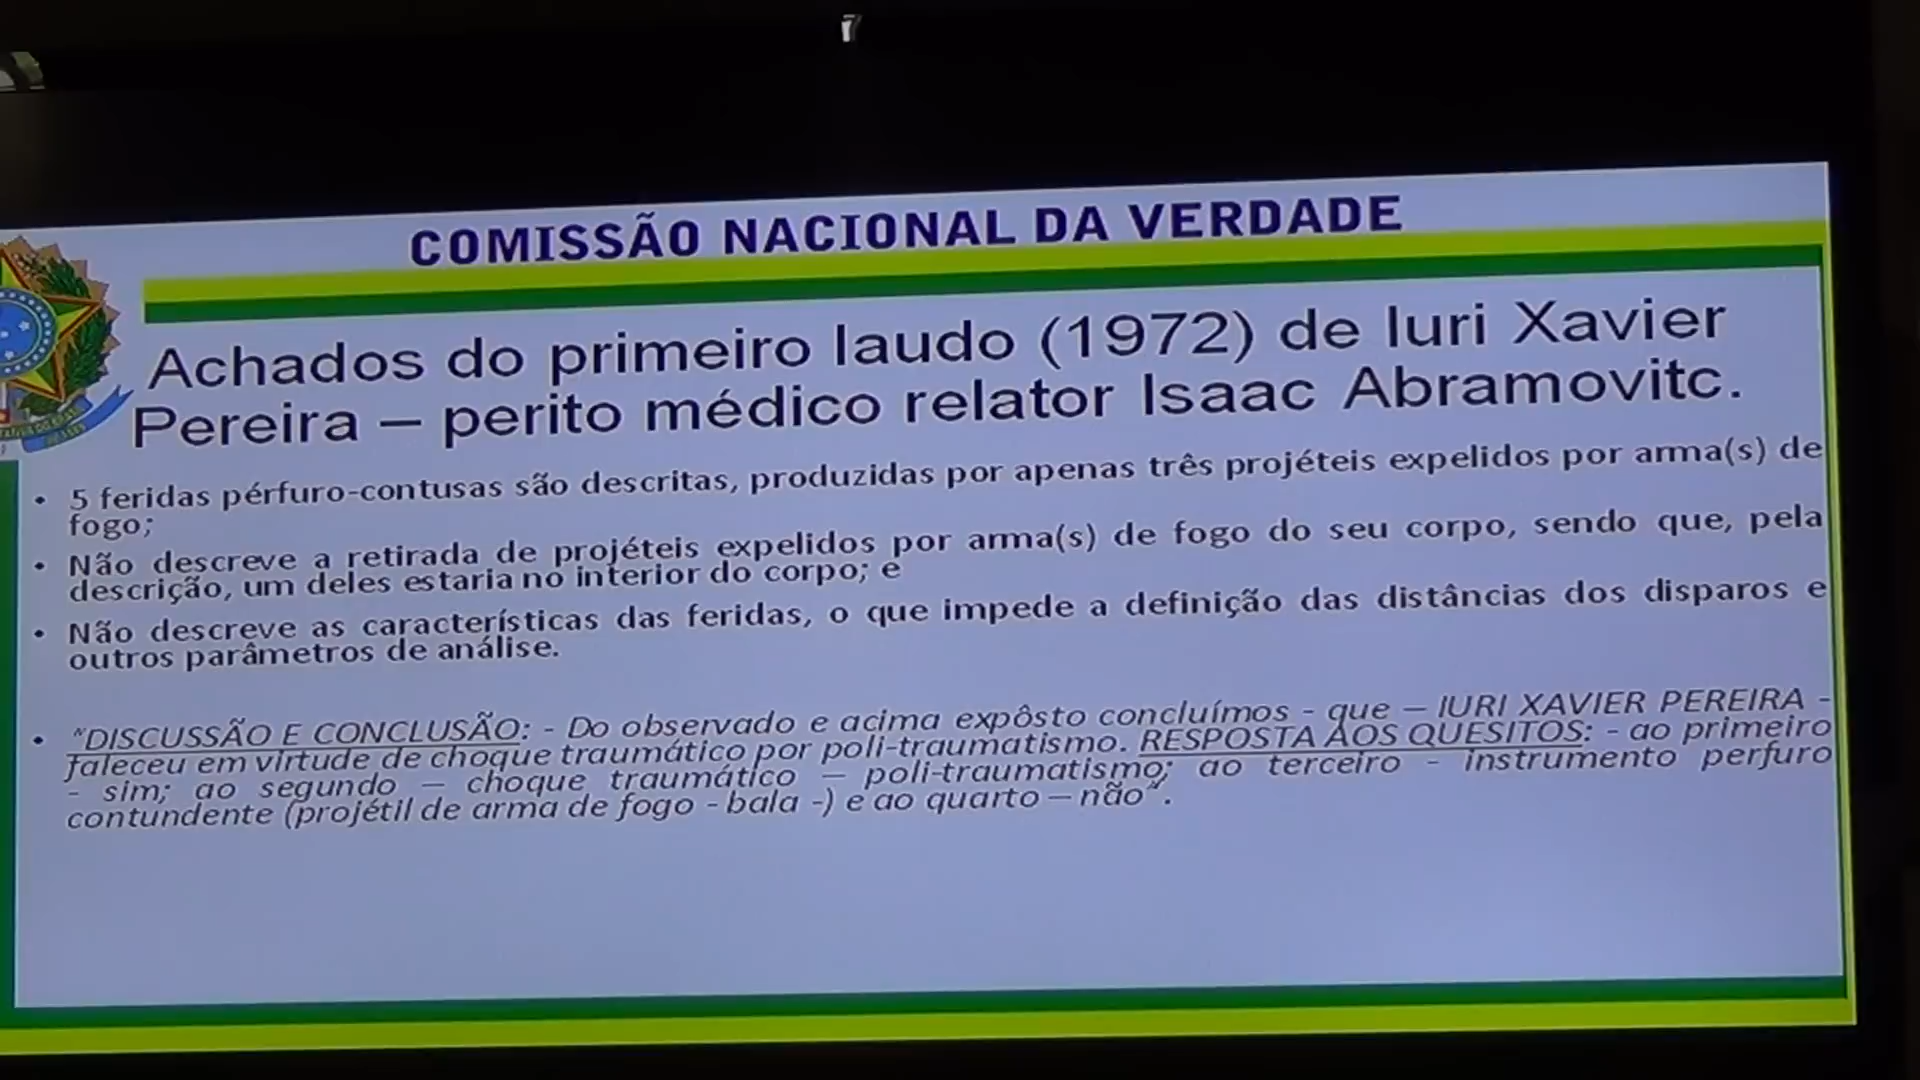 COMISSÃO NACIONAL DA VERDADE
Achados do primeiro laudo (1972) de Iuri Xavier
Pereira – perito médico relator Isaac Abramovitc.
• 5 feridas pérfuro-contusas são descritas, produzidas por apenas três projéteis expelidos por arma(s) de
fogo;
• Não descreve a retirada de projéteis expelidos por arma(s) de fogo do seu corpo, sendo que, pela
descrição, um deles estaria no interior do corpo; e
• Não descreve as características das feridas, o que impede a definição das distâncias dos disparos e
outros parâmetros de análise.
• "DISCUSSÃO E CONCLUSÃO: - Do observado e acima expôsto concluímos - que – IURI XAVIER PEREIRA -
faleceu em virtude de choque traumático por poli-traumatismo. RESPOSTA AOS QUESITOS: - ao primeiro
- sim; ao segundo – choque traumático – poli-traumatismo; ao terceiro - instrumento perfuro
contundente (projétil de arma de fogo - bala -) e ao quarto – não".